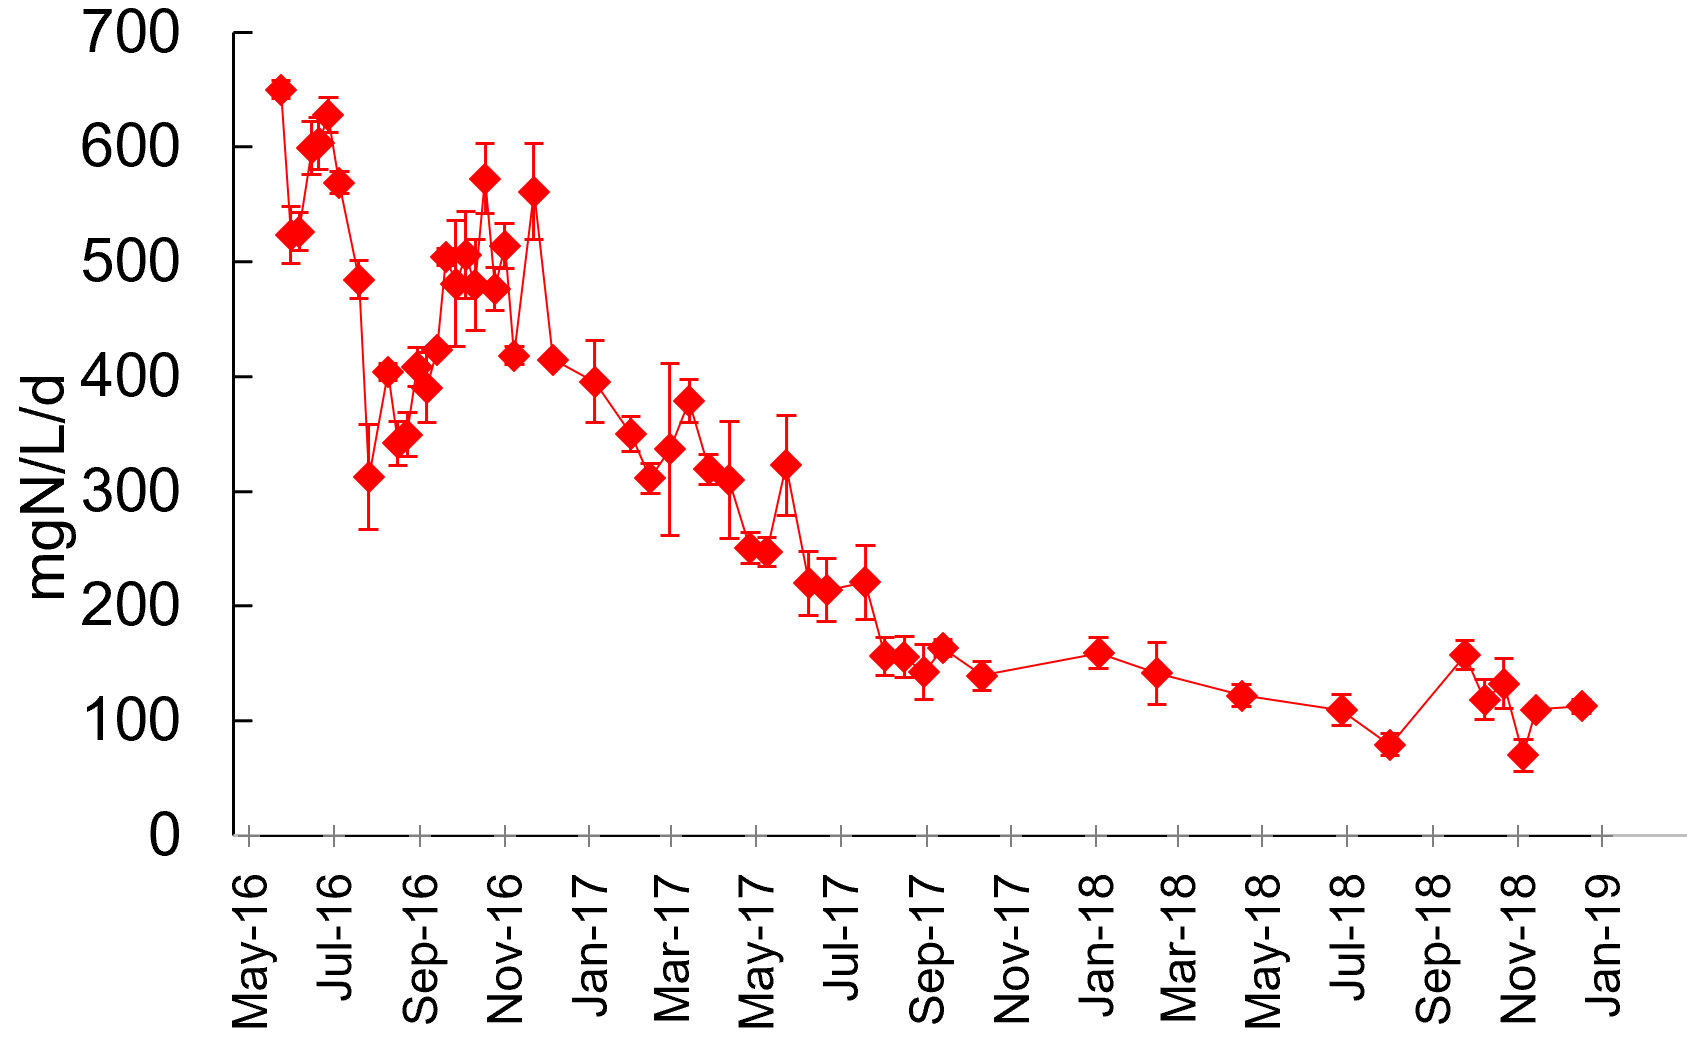 700
600
500
400
300
200
100
0
mgN/L/d
May-16
Jul-16
Sep-16
Nov-16
Jan-17
Mar-17
May-17
Jul-17
Sep-17
Nov-17
Jan-18
Mar-18
May-18
Jul-18
Sep-18
Nov-18
Jan-19